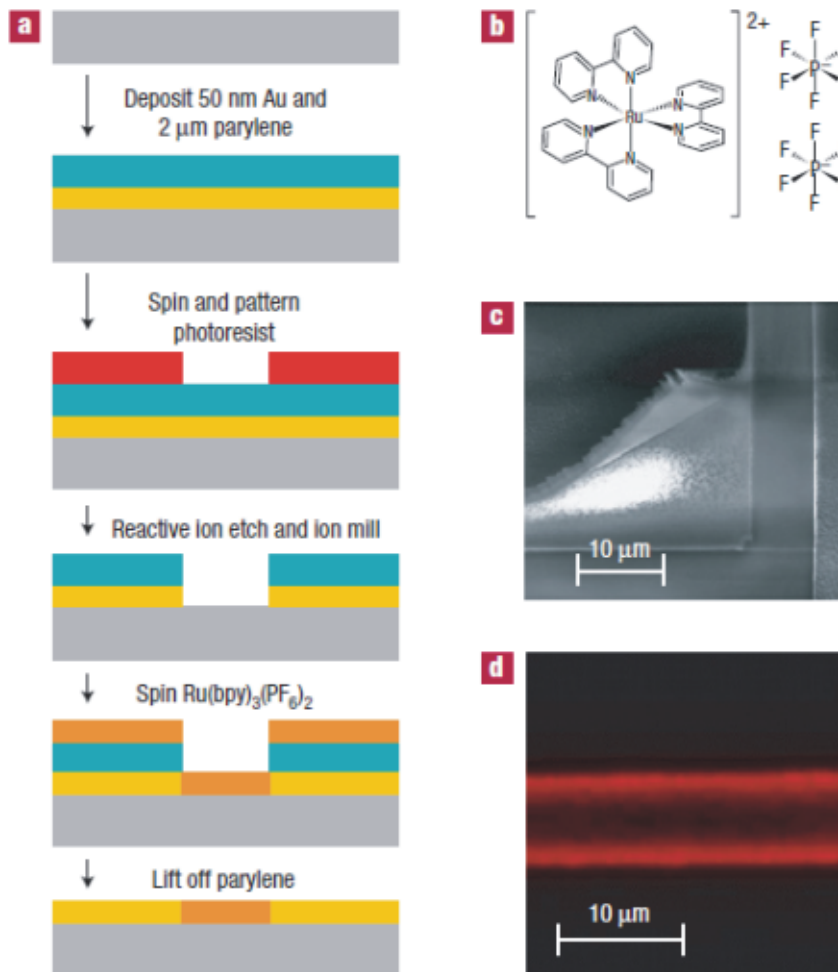 a
Deposit 50 nm Au and
2 μm parylene
Spin and pattern
photoresist
Reactive ion etch and ion mill
Spin Ru(bpy)₃(PF₆)₂
Lift off parylene
b
2+
N
N
N
Ru
N
N
N
F
F
P
F
F
F
F
P
F
F
−
−
c
10 μm
d
10 μm